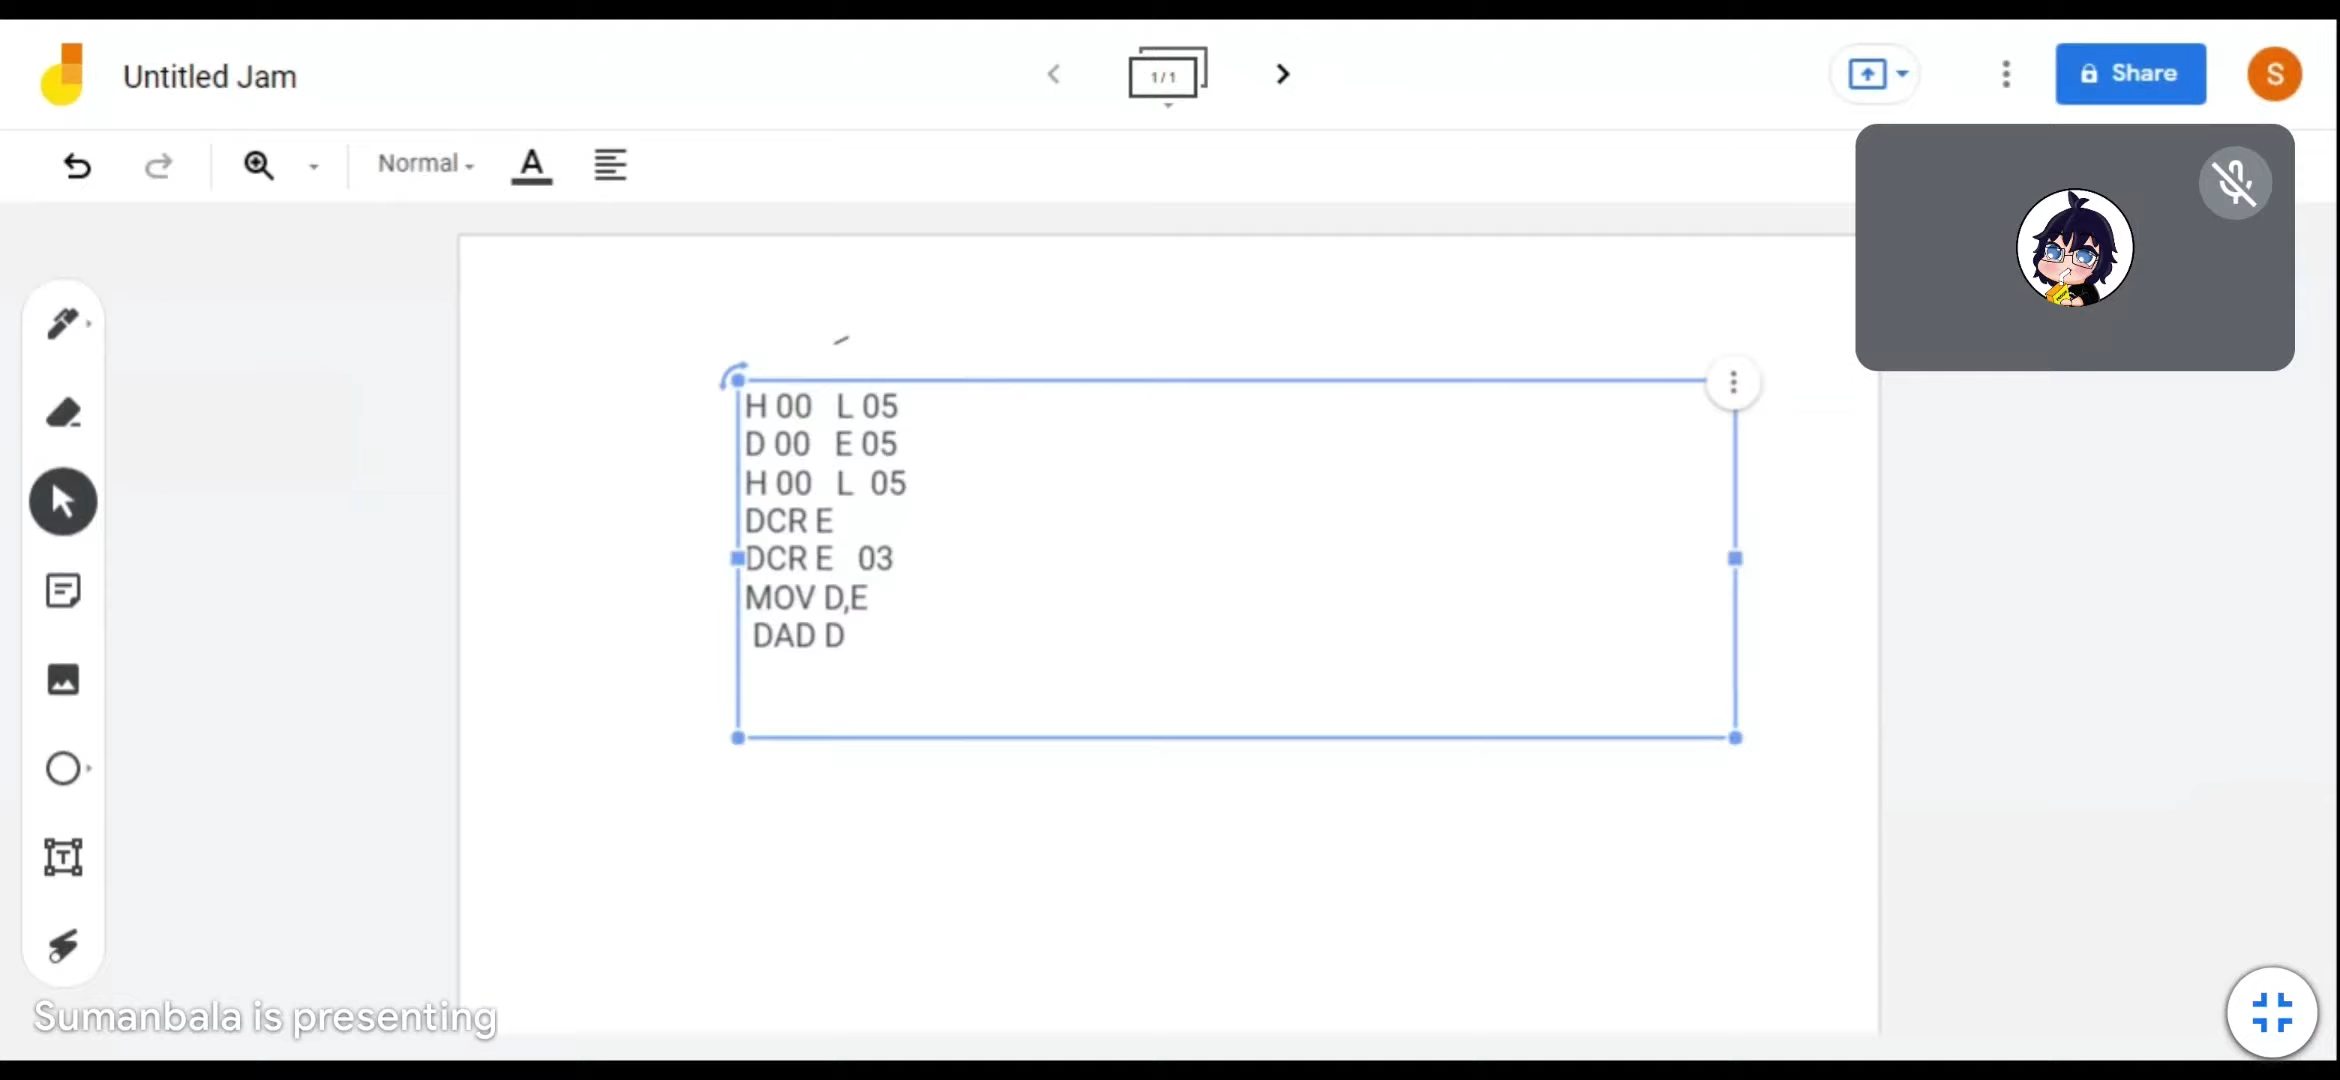 Untitled Jam
1/1
Share
S
Normal
A
H 00 L 05
D 00 E 05
H 00 L 05
DCR E
DCR E 03
MOV D,E
DAD D
T
Sumanbala is presenting